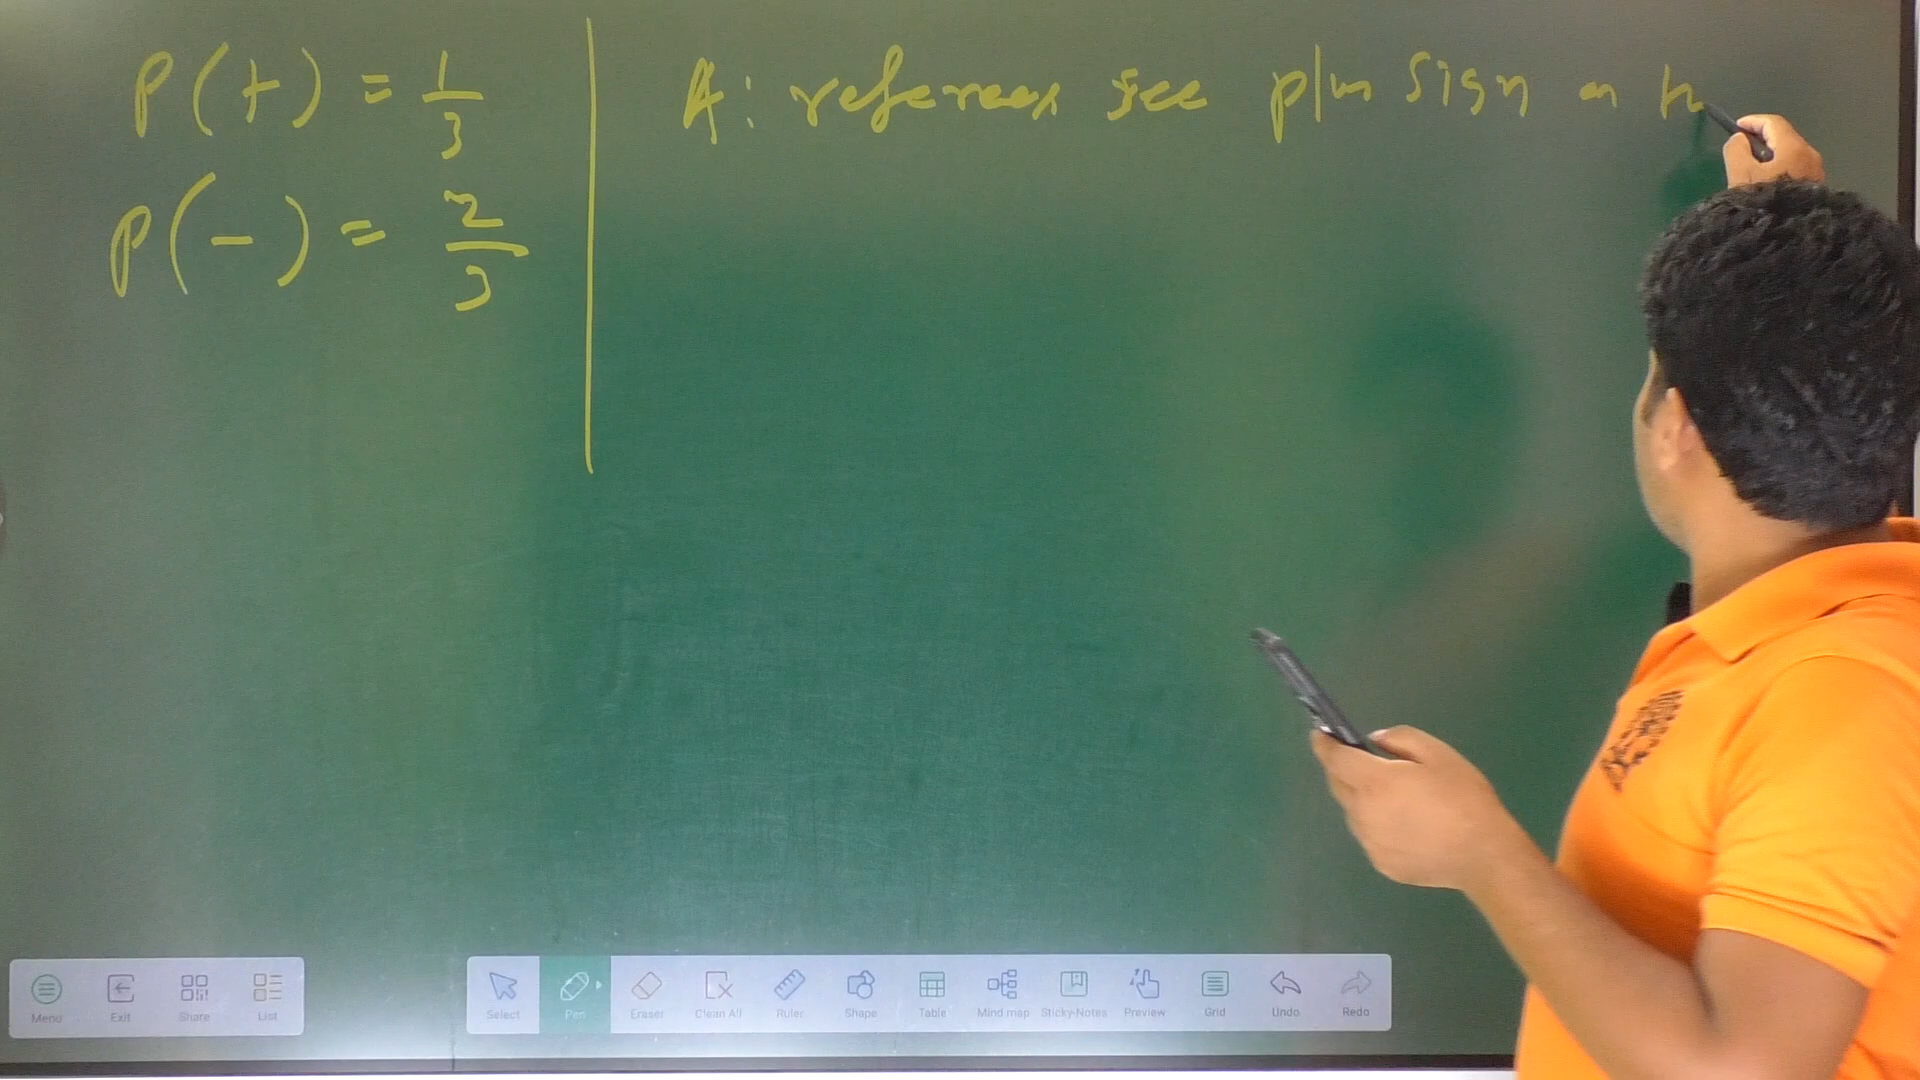 P(+) = 1/3
P(-) = 2/3
A: referees see plus sign on
Menu Exit Share List
Select Pen Eraser Clean All Ruler Shape Table Mind map Sticky-Notes Preview Grid Undo Redo